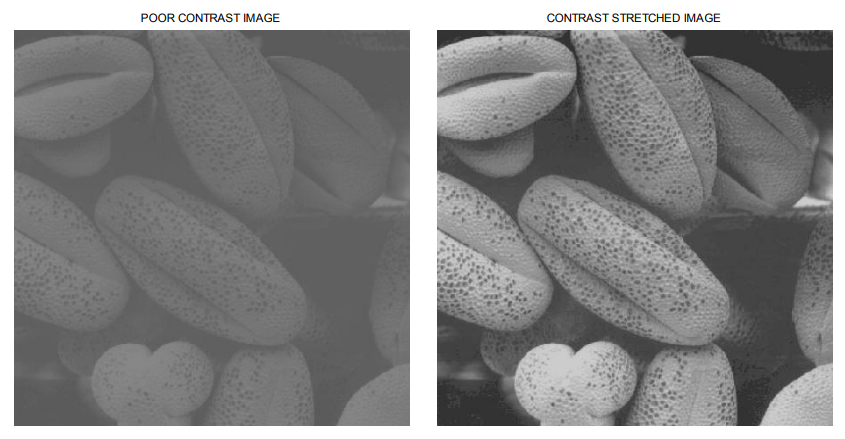 POOR CONTRAST IMAGE
CONTRAST STRETCHED IMAGE